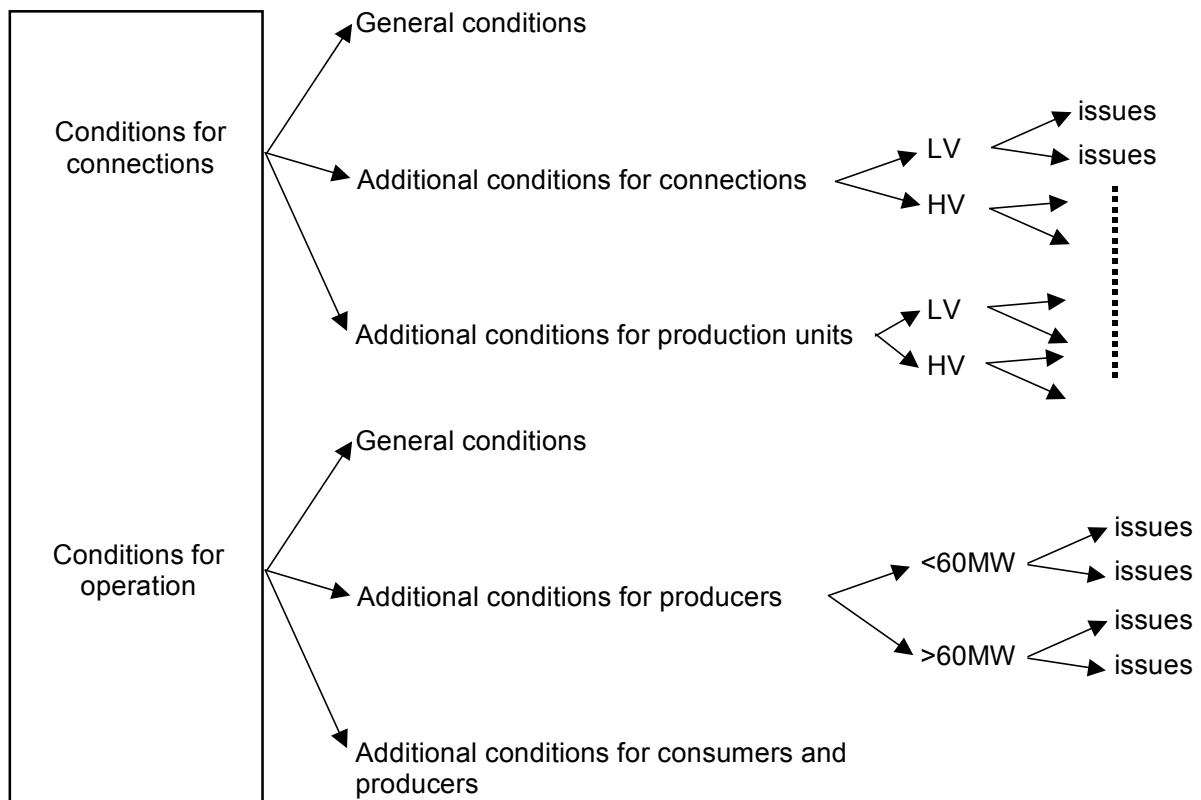 General conditions
Conditions for
connections
Additional conditions for connections
LV
issues
issues
HV
Additional conditions for production units
LV
HV
General conditions
Conditions for
operation
Additional conditions for producers
<60MW
issues
issues
>60MW
issues
issues
Additional conditions for consumers and
producers